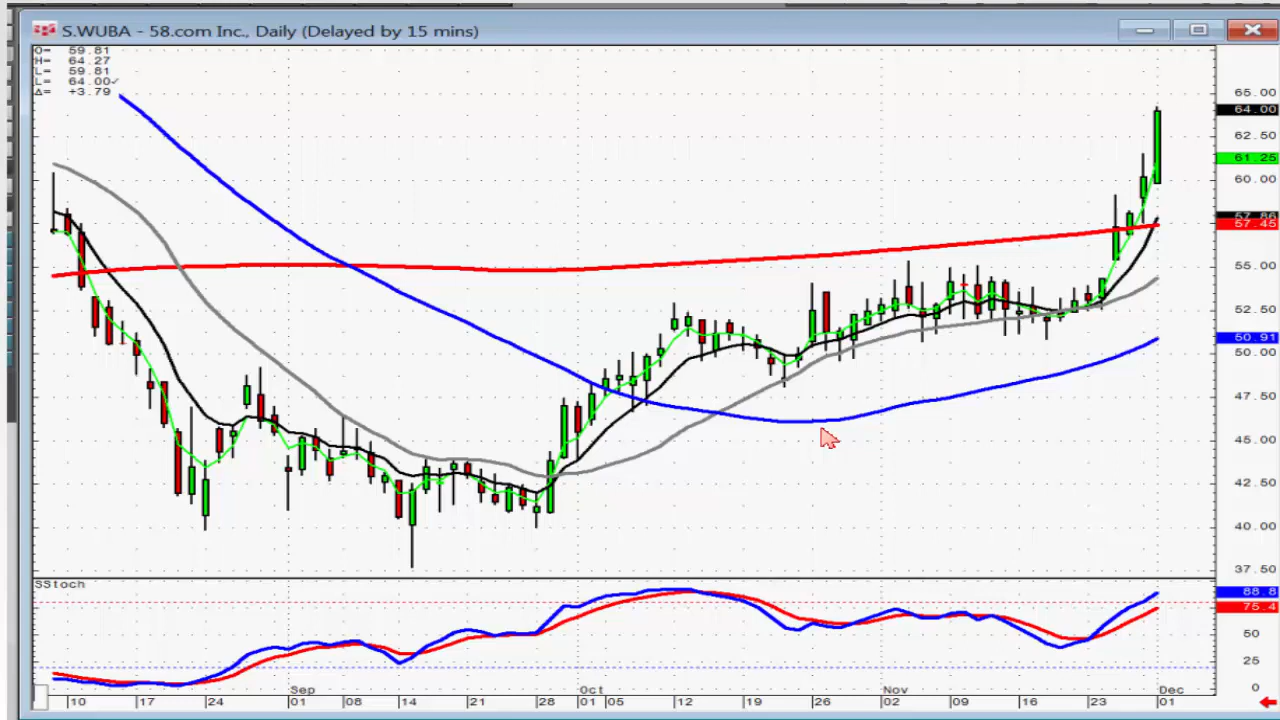 S.WUBA - 58.com Inc., Daily (Delayed by 15 mins)
O= 59.81
H= 64.27
L= 59.81
L= 64.00✓
Δ= +3.79
65.00
64.00
62.50
61.25
60.00
57.86
57.45
55.00
52.50
50.91
50.00
47.50
45.00
42.50
40.00
37.50
SStoch
88.8
75.4
50
25
0
Sep Oct Nov Dec
10 17 24 01 08 14 21 28 01 05 12 19 26 02 09 16 23 01